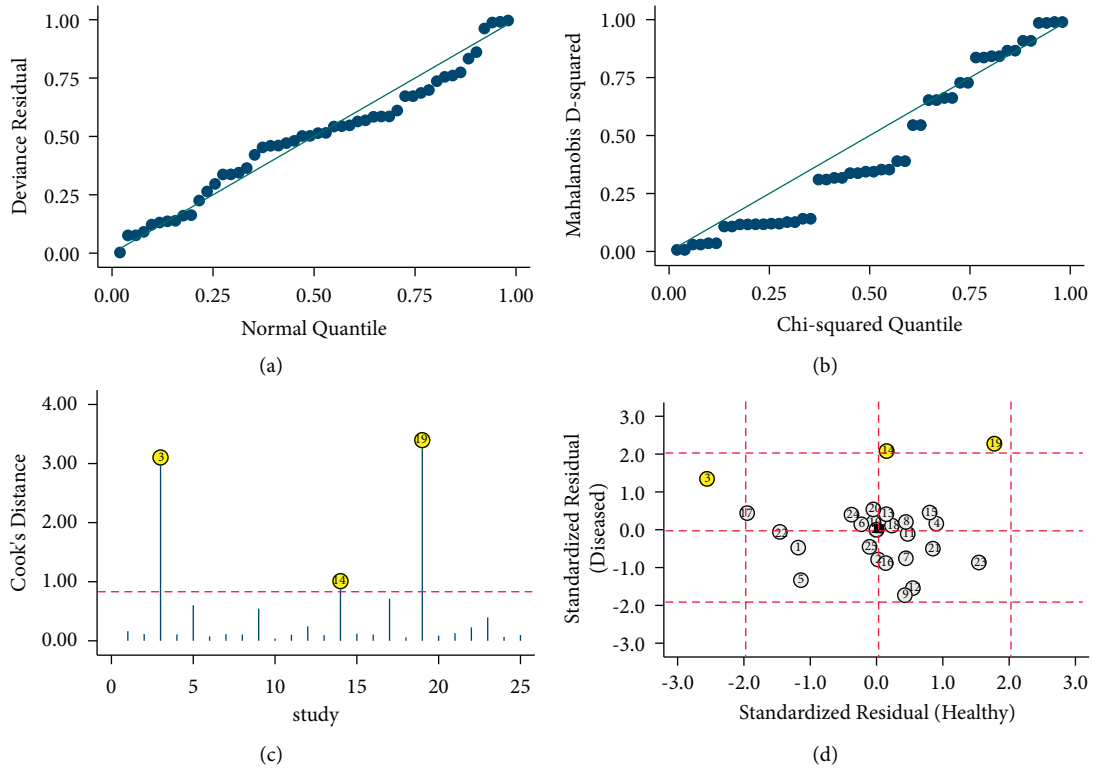 1.00
0.75
0.50
0.25
0.00
Deviance Residual
0.00 0.25 0.50 0.75 1.00
Normal Quantile
(a)
1.00
0.75
0.50
0.25
0.00
Mahalanobis D-squared
0.00 0.25 0.50 0.75 1.00
Chi-squared Quantile
(b)
4.00
3.00
2.00
1.00
0.00
Cook's Distance
3
14
19
0 5 10 15 20 25
study
(c)
3.0
2.0
1.0
0.0
-1.0
-2.0
-3.0
Standardized Residual
(Diseased)
19
14
3
17
24
20
13
15
6
18
8
4
22
11
1
25
21
2
16
7
23
5
12
9
-3.0 -2.0 -1.0 0.0 1.0 2.0 3.0
Standardized Residual (Healthy)
(d)